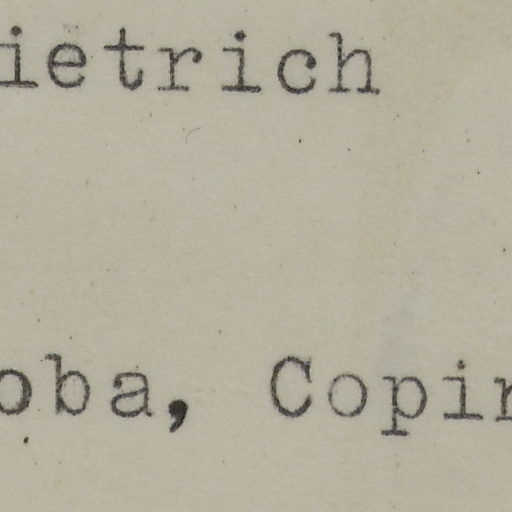 ietrich
oba, Copin